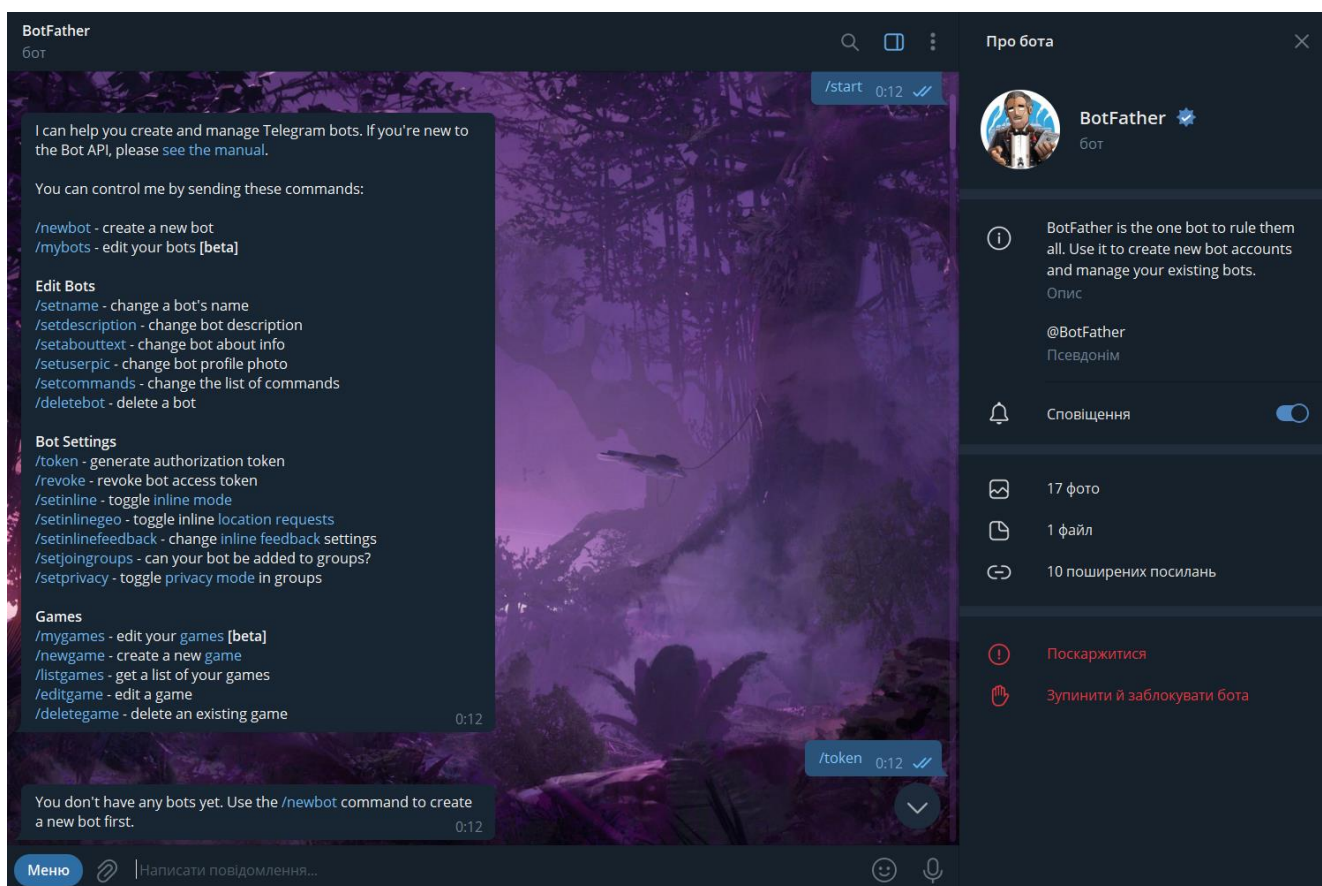 BotFather
бот
/start 0:12
I can help you create and manage Telegram bots. If you're new to
the Bot API, please see the manual.
You can control me by sending these commands:
/newbot - create a new bot
/mybots - edit your bots [beta]
Edit Bots
/setname - change a bot's name
/setdescription - change bot description
/setabouttext - change bot about info
/setuserpic - change bot profile photo
/setcommands - change the list of commands
/deletebot - delete a bot
Bot Settings
/token - generate authorization token
/revoke - revoke bot access token
/setinline - toggle inline mode
/setinlinegeo - toggle inline location requests
/setinlinefeedback - change inline feedback settings
/setjoingroups - can your bot be added to groups?
/setprivacy - toggle privacy mode in groups
Games
/mygames - edit your games [beta]
/newgame - create a new game
/listgames - get a list of your games
/editgame - edit a game
/deletegame - delete an existing game
0:12
/token 0:12
You don't have any bots yet. Use the /newbot command to create
a new bot first.
0:12
Меню
Написати повідомлення...
Про бота
BotFather
бот
BotFather is the one bot to rule them
all. Use it to create new bot accounts
and manage your existing bots.
Опис
@BotFather
Псевдонім
Сповіщення
17 фото
1 файл
10 поширених посилань
Поскаржитися
Зупинити й заблокувати бота